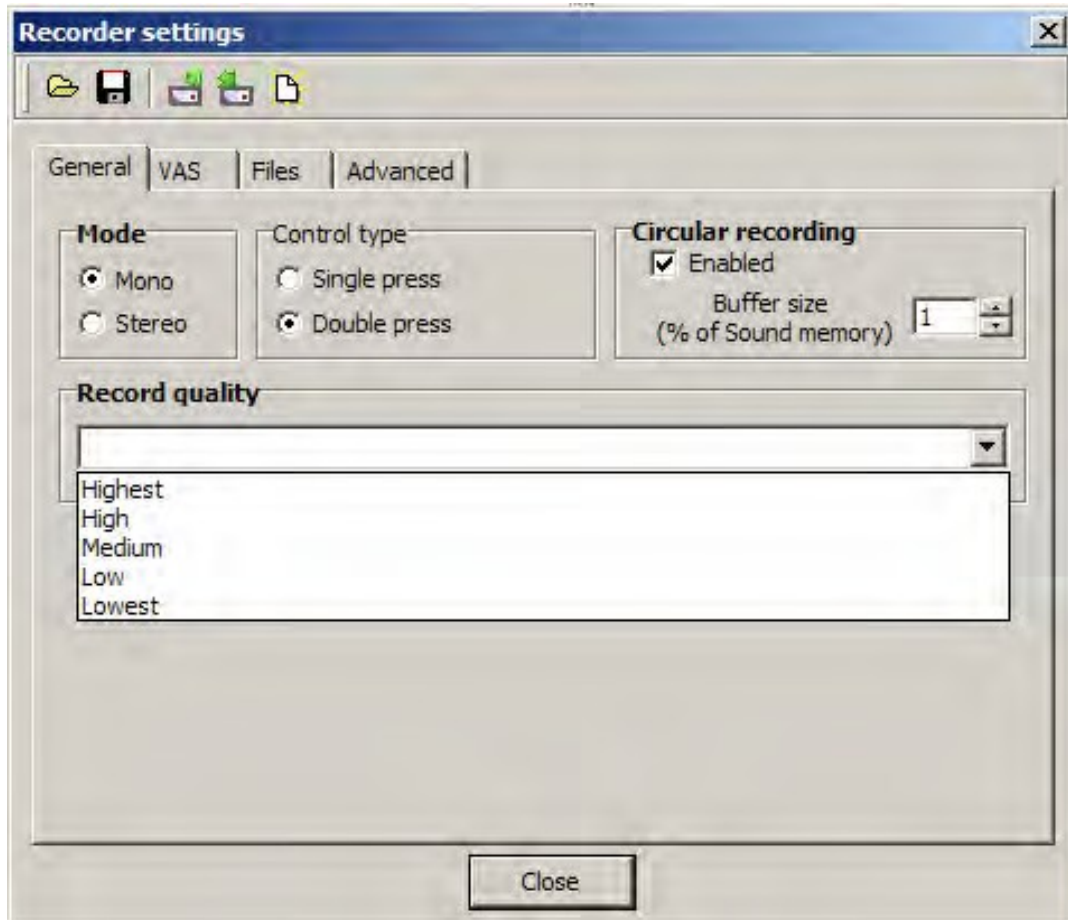 Recorder settings
General VAS Files Advanced
Mode
Mono
Stereo
Control type
Single press
Double press
Circular recording
Enabled
Buffer size
(% of Sound memory)
1
Record quality
Highest
High
Medium
Low
Lowest
Close